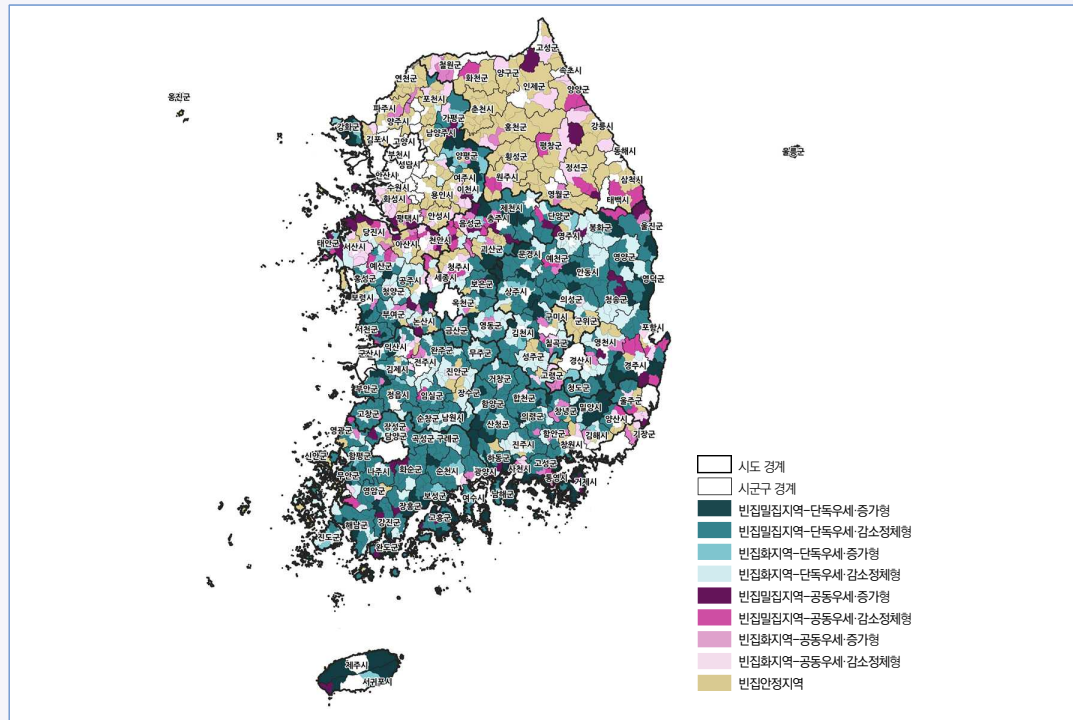 고성군
철원군
화천군
양구군
속초시
연천군
인제군
양양군
옹진군
포천시
춘천시
파주시
양주시
가평군
강화군
홍천군
강릉시
남양주시
김포시
고양시
울릉군
부천시
양평군
평창군
동해시
성남시
횡성군
정선군
안산시
여주시
원주시
삼척시
수원시
이천시
화성시
용인시
영월군
태백시
평택시
안성시
음성군
충주시
제천시
단양군
당진시
봉화군
울진군
태안군
서산시
아산시
천안시
괴산군
영주시
예산군
문경시
예천군
영양군
청주시
안동시
홍성군
공주시
세종시
보은군
영덕군
청양군
상주시
보령시
의성군
청송군
옥천군
부여군
논산시
구미시
군위군
서천군
금산군
영동군
김천시
포항시
칠곡군
영천시
익산시
완주군
무주군
군산시
성주군
경산시
전주시
경주시
김제시
진안군
고령군
부안군
거창군
청도군
정읍시
임실군
장수군
합천군
울주군
함양군
창녕군
밀양시
고창군
순창군
남원시
의령군
양산시
장성군
산청군
영광군
담양군
함안군
김해시
기장군
곡성군
구례군
진주시
창원시
신안군
함평군
하동군
고성군
나주시
화순군
순천시
광양시
사천시
무안군
통영시
거제시
영암군
보성군
여수시
남해군
장흥군
고흥군
해남군
강진군
진도군
완도군
제주시
서귀포시
시도 경계
시군구 경계
빈집밀집지역-단독우세·증가형
빈집밀집지역-단독우세·감소정체형
빈집화지역-단독우세·증가형
빈집화지역-단독우세·감소정체형
빈집밀집지역-공동우세·증가형
빈집밀집지역-공동우세·감소정체형
빈집화지역-공동우세·증가형
빈집화지역-공동우세·감소정체형
빈집안정지역